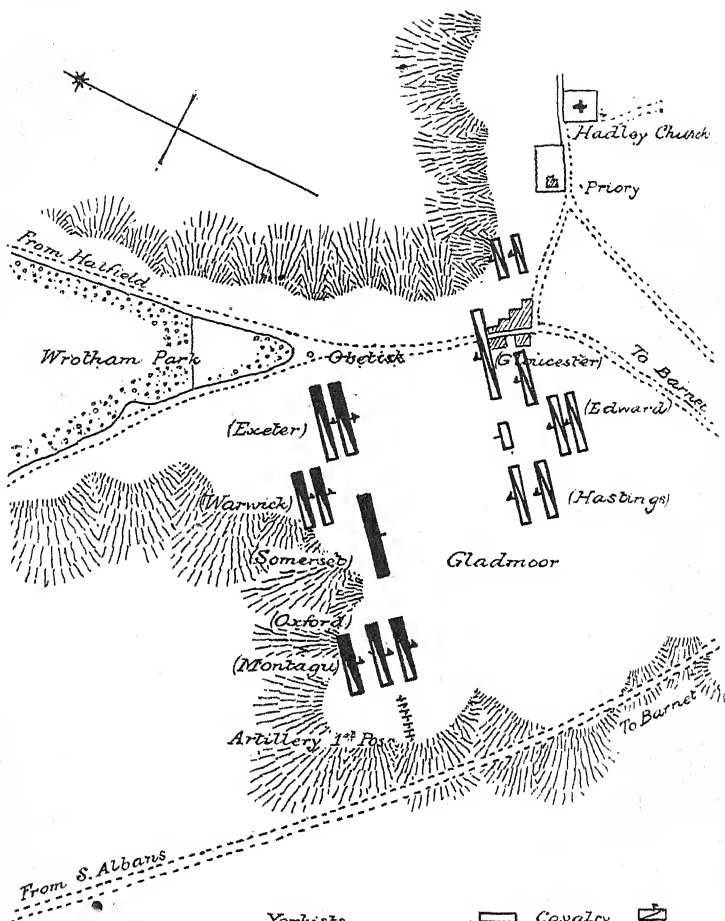 Hadley Church
Priory
From Hatfield
Wrotham Park
Obelisk
(Gloucester)
To Barnet
(Exeter)
(Edward)
(Warwick)
(Hastings)
(Somerset)
Gladmoor
(Oxford)
(Montagu)
Artillery 1st Posn
To Barnet
From S. Albans
Yorkists
Cavalry